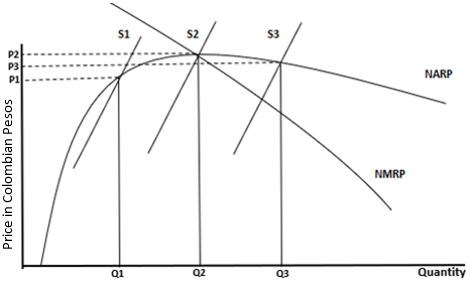 S1
S2
S3
P2
P3
P1
NARP
NMRP
Price in Colombian Pesos
Q1
Q2
Q3
Quantity